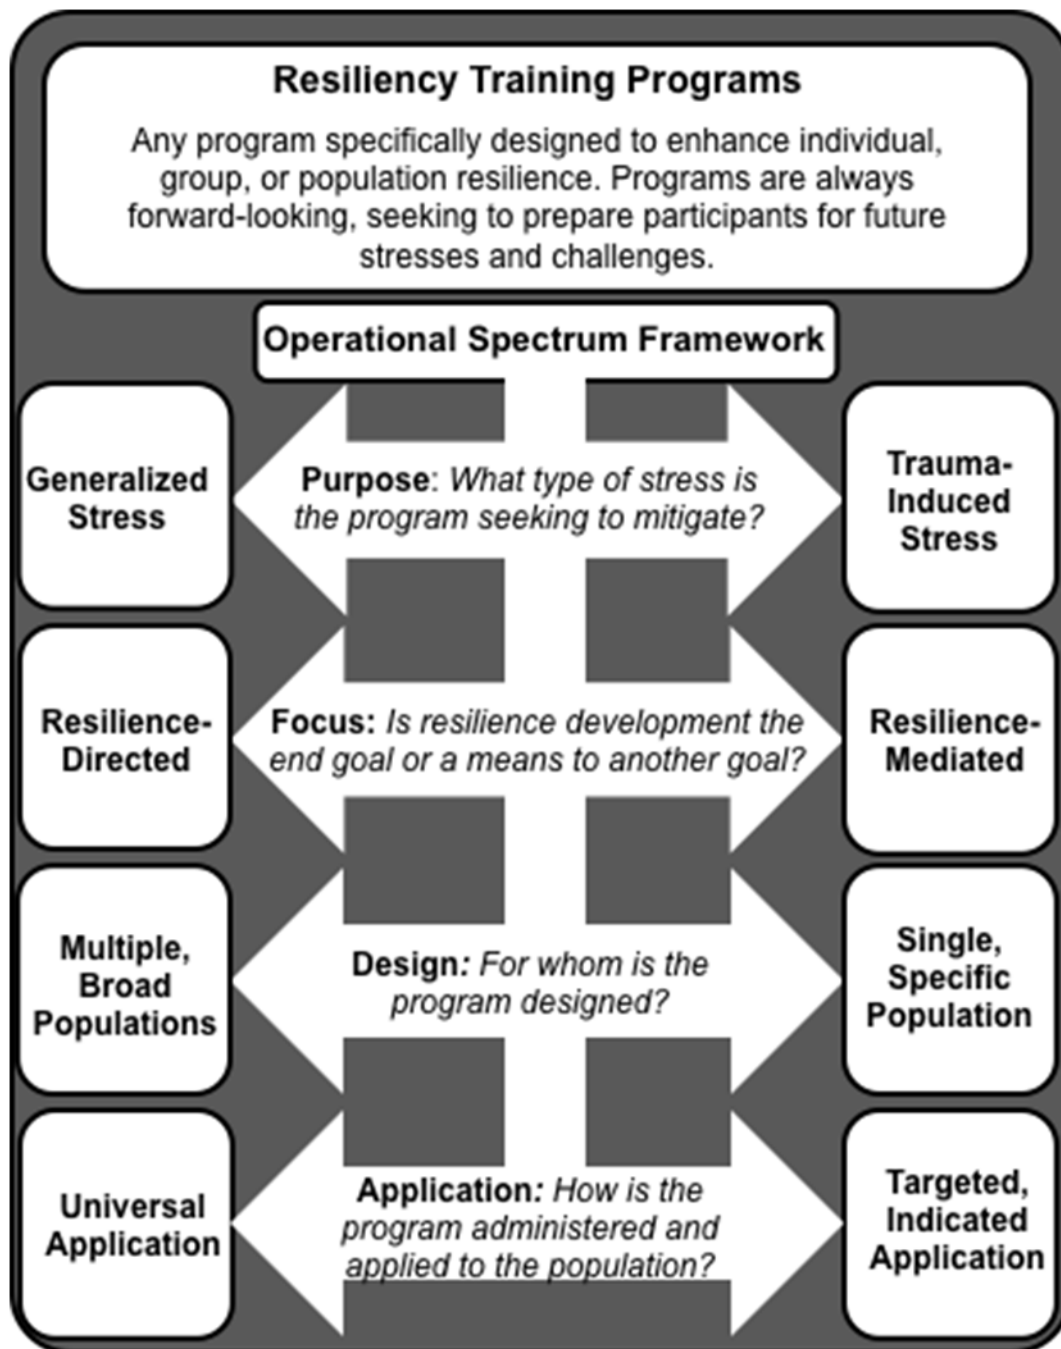 Resiliency Training Programs
Any program specifically designed to enhance individual,
group, or population resilience. Programs are always
forward-looking, seeking to prepare participants for future
stresses and challenges.
Operational Spectrum Framework
Generalized
Stress
Purpose: What type of stress is
the program seeking to mitigate?
Trauma-
Induced
Stress
Resilience-
Directed
Focus: Is resilience development the
end goal or a means to another goal?
Resilience-
Mediated
Multiple,
Broad
Populations
Design: For whom is the
program designed?
Single,
Specific
Population
Universal
Application
Application: How is the
program administered and
applied to the population?
Targeted,
Indicated
Application